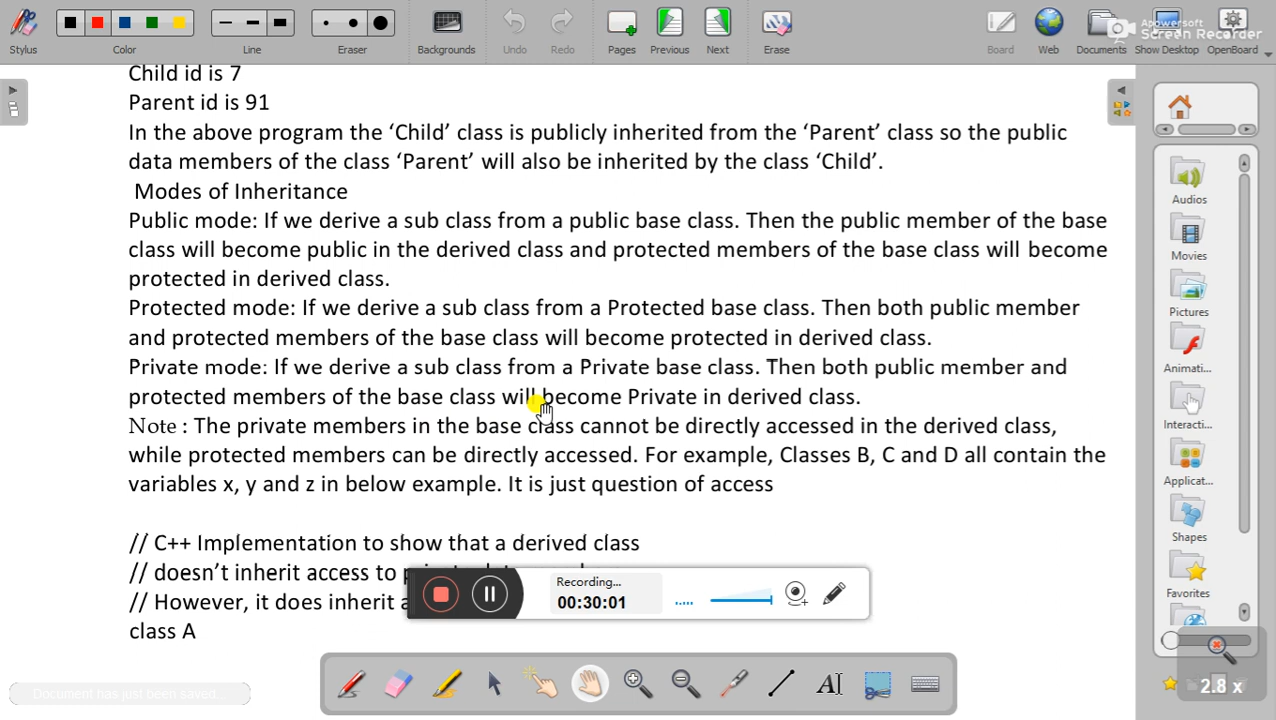 Stylus
Color
Line
Eraser
Backgrounds
Undo
Redo
Pages
Previous
Next
Erase
Board
Web
Documents
Show Desktop
OpenBoard
Apowersoft
Screen Recorder
Child id is 7
Parent id is 91
In the above program the ‘Child’ class is publicly inherited from the ‘Parent’ class so the public
data members of the class ‘Parent’ will also be inherited by the class ‘Child’.
Modes of Inheritance
Public mode: If we derive a sub class from a public base class. Then the public member of the base
class will become public in the derived class and protected members of the base class will become
protected in derived class.
Protected mode: If we derive a sub class from a Protected base class. Then both public member
and protected members of the base class will become protected in derived class.
Private mode: If we derive a sub class from a Private base class. Then both public member and
protected members of the base class will become Private in derived class.
Note : The private members in the base class cannot be directly accessed in the derived class,
while protected members can be directly accessed. For example, Classes B, C and D all contain the
variables x, y and z in below example. It is just question of access
// C++ Implementation to show that a derived class
// doesn’t inherit access to
// However, it does inherit a
class A
Recording...
00:30:01
Audios
Movies
Pictures
Animati...
Interacti...
Applicat...
Shapes
Favorites
2.8 x
Document has just been saved...